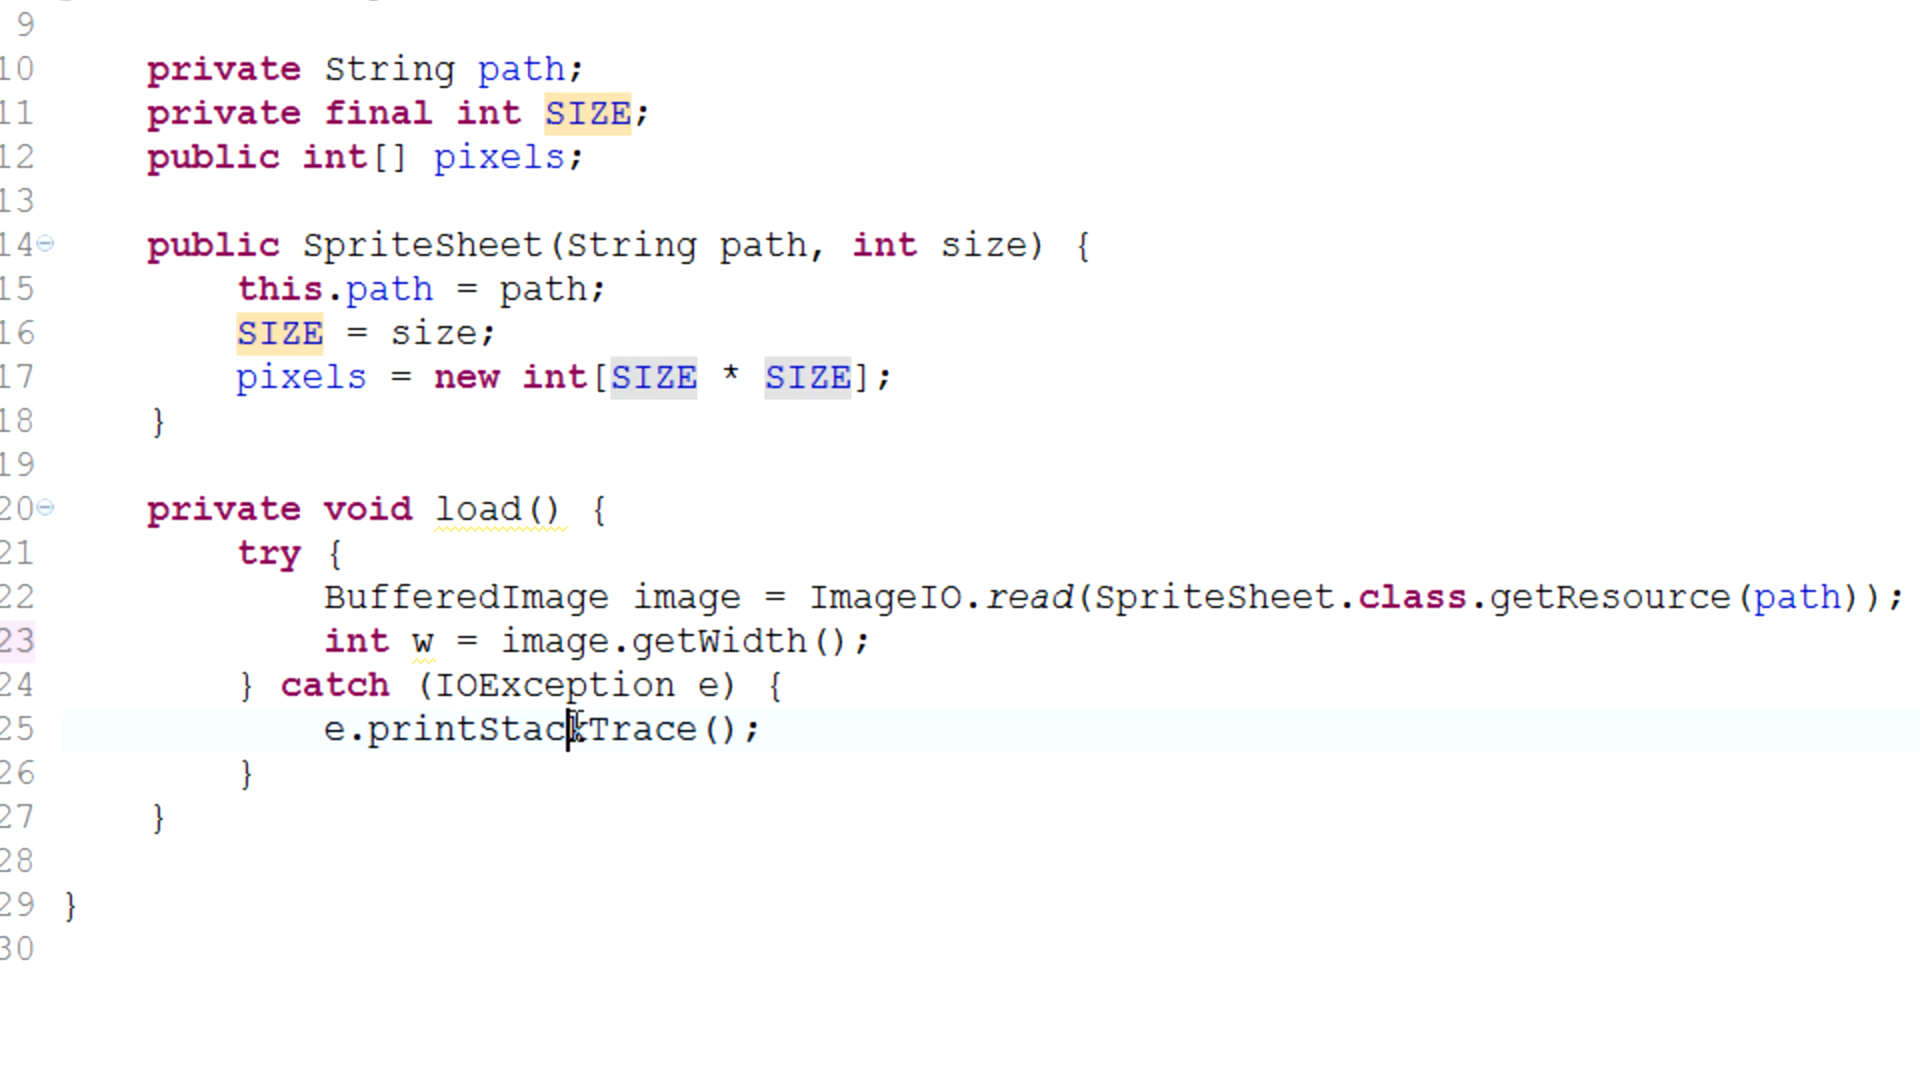 9
10 private String path;
11 private final int SIZE;
12 public int[] pixels;
13
14 public SpriteSheet(String path, int size) {
15 this.path = path;
16 SIZE = size;
17 pixels = new int[SIZE * SIZE];
18 }
19
20 private void load() {
21 try {
22 BufferedImage image = ImageIO.read(SpriteSheet.class.getResource(path));
23 int w = image.getWidth();
24 } catch (IOException e) {
25 e.printStackTrace();
26 }
27 }
28
29 }
30